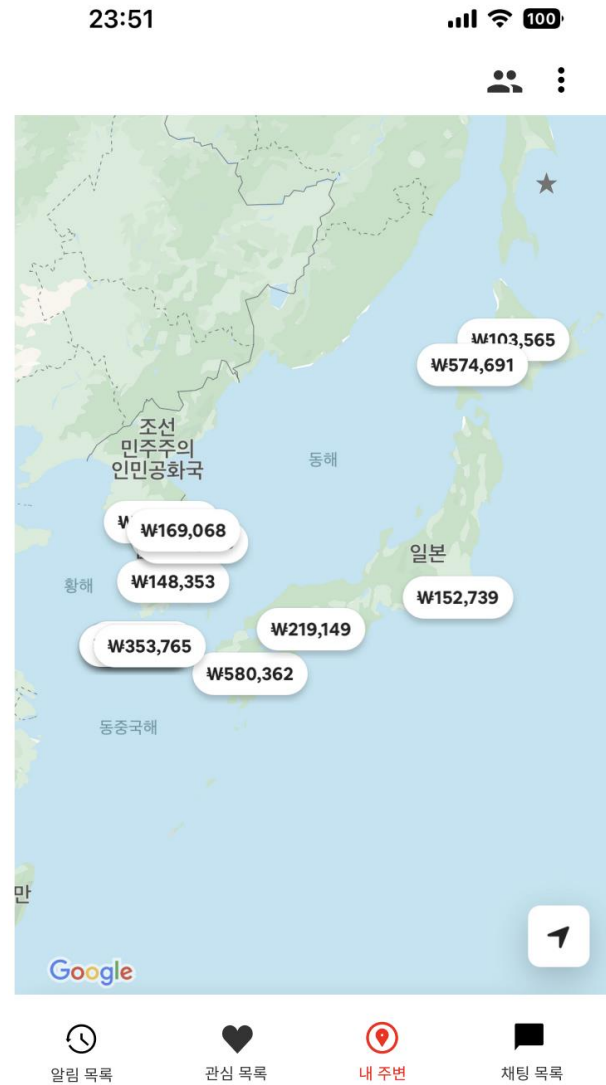 23:51
100
₩103,565
₩574,691
조선
민주주의
인민공화국
동해
₩169,068
일본
황해
₩148,353
₩152,739
₩219,149
₩353,765
₩580,362
동중국해
만
Google
알림 목록
관심 목록
내 주변
채팅 목록